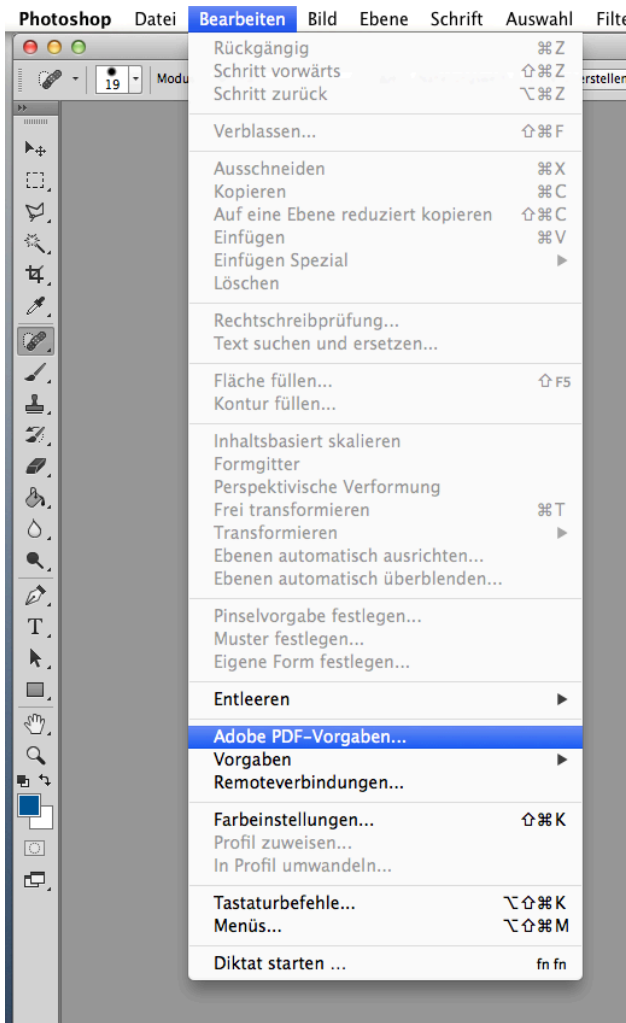 Photoshop Datei Bearbeiten Bild Ebene Schrift Auswahl Filte
19 Modu erstellen
Rückgängig ⌘Z
Schritt vorwärts ⇧⌘Z
Schritt zurück ⌥⌘Z
Verblassen... ⇧⌘F
Ausschneiden ⌘X
Kopieren ⌘C
Auf eine Ebene reduziert kopieren ⇧⌘C
Einfügen ⌘V
Einfügen Spezial
Löschen
Rechtschreibprüfung...
Text suchen und ersetzen...
Fläche füllen... ⇧F5
Kontur füllen...
Inhaltsbasiert skalieren
Formgitter
Perspektivische Verformung
Frei transformieren ⌘T
Transformieren
Ebenen automatisch ausrichten...
Ebenen automatisch überblenden...
Pinselvorgabe festlegen...
Muster festlegen...
Eigene Form festlegen...
Entleeren
Adobe PDF-Vorgaben...
Vorgaben
Remoteverbindungen...
Farbeinstellungen... ⇧⌘K
Profil zuweisen...
In Profil umwandeln...
Tastaturbefehle... ⌥⇧⌘K
Menüs... ⌥⇧⌘M
Diktat starten ... fn fn